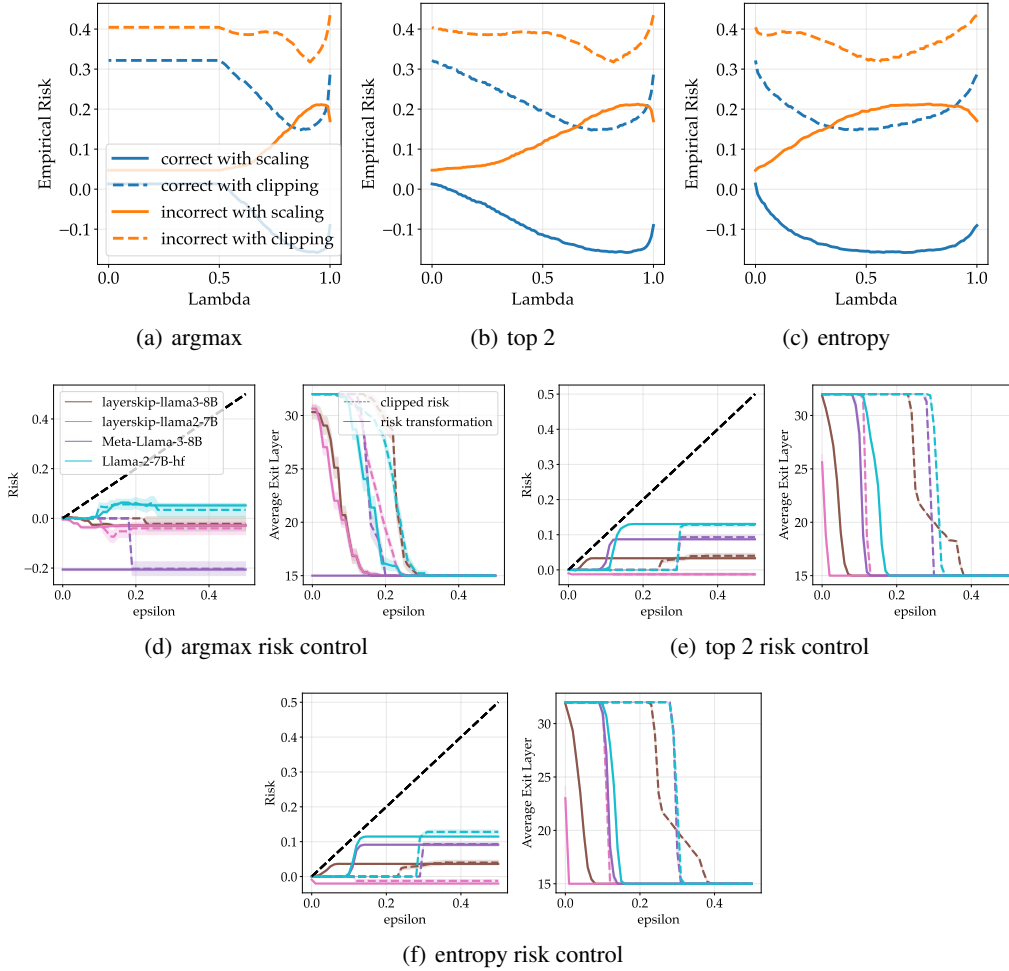 0.4
0.3
0.2
0.1
0.0
−0.1
Empirical Risk
correct with scaling
correct with clipping
incorrect with scaling
incorrect with clipping
0.0 0.5 1.0
Lambda
(a) argmax
0.4
0.3
0.2
0.1
0.0
−0.1
Empirical Risk
0.0 0.5 1.0
Lambda
(b) top 2
0.4
0.3
0.2
0.1
0.0
−0.1
Empirical Risk
0.0 0.5 1.0
Lambda
(c) entropy
0.4
0.2
0.0
−0.2
Risk
layerskip-llama3-8B
layerskip-llama2-7B
Meta-Llama-3-8B
Llama-2-7B-hf
0.0 0.2 0.4
epsilon
30
25
20
15
Average Exit Layer
clipped risk
risk transformation
0.0 0.2 0.4
epsilon
(d) argmax risk control
0.5
0.4
0.3
0.2
0.1
0.0
Risk
0.0 0.2 0.4
epsilon
30
25
20
15
Average Exit Layer
0.0 0.2 0.4
epsilon
(e) top 2 risk control
0.5
0.4
0.3
0.2
0.1
0.0
Risk
0.0 0.2 0.4
epsilon
30
25
20
15
Average Exit Layer
0.0 0.2 0.4
epsilon
(f) entropy risk control